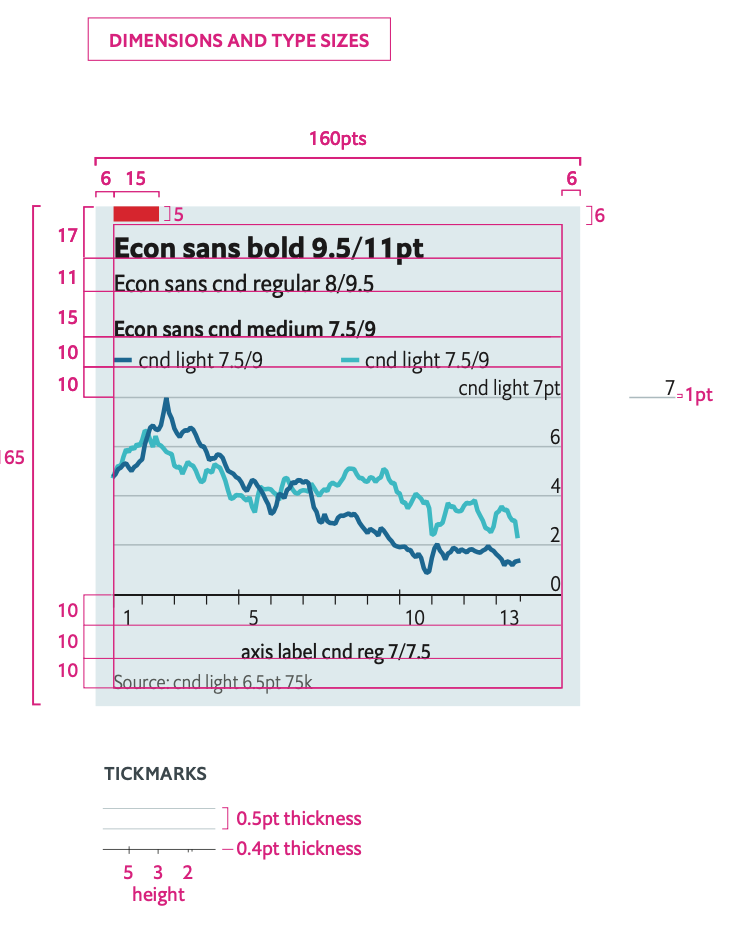 DIMENSIONS AND TYPE SIZES
160pts
6 15 6
5 6
17 Econ sans bold 9.5/11pt
11 Econ sans cnd regular 8/9.5
15 Econ sans cnd medium 7.5/9
10 cnd light 7.5/9 cnd light 7.5/9
10 cnd light 7pt 7 1pt
6
65
4
2
0
10 1 5 10 13
10 axis label cnd reg 7/7.5
10 Source: cnd light 6.5pt 75k
TICKMARKS
0.5pt thickness
0.4pt thickness
5 3 2
height